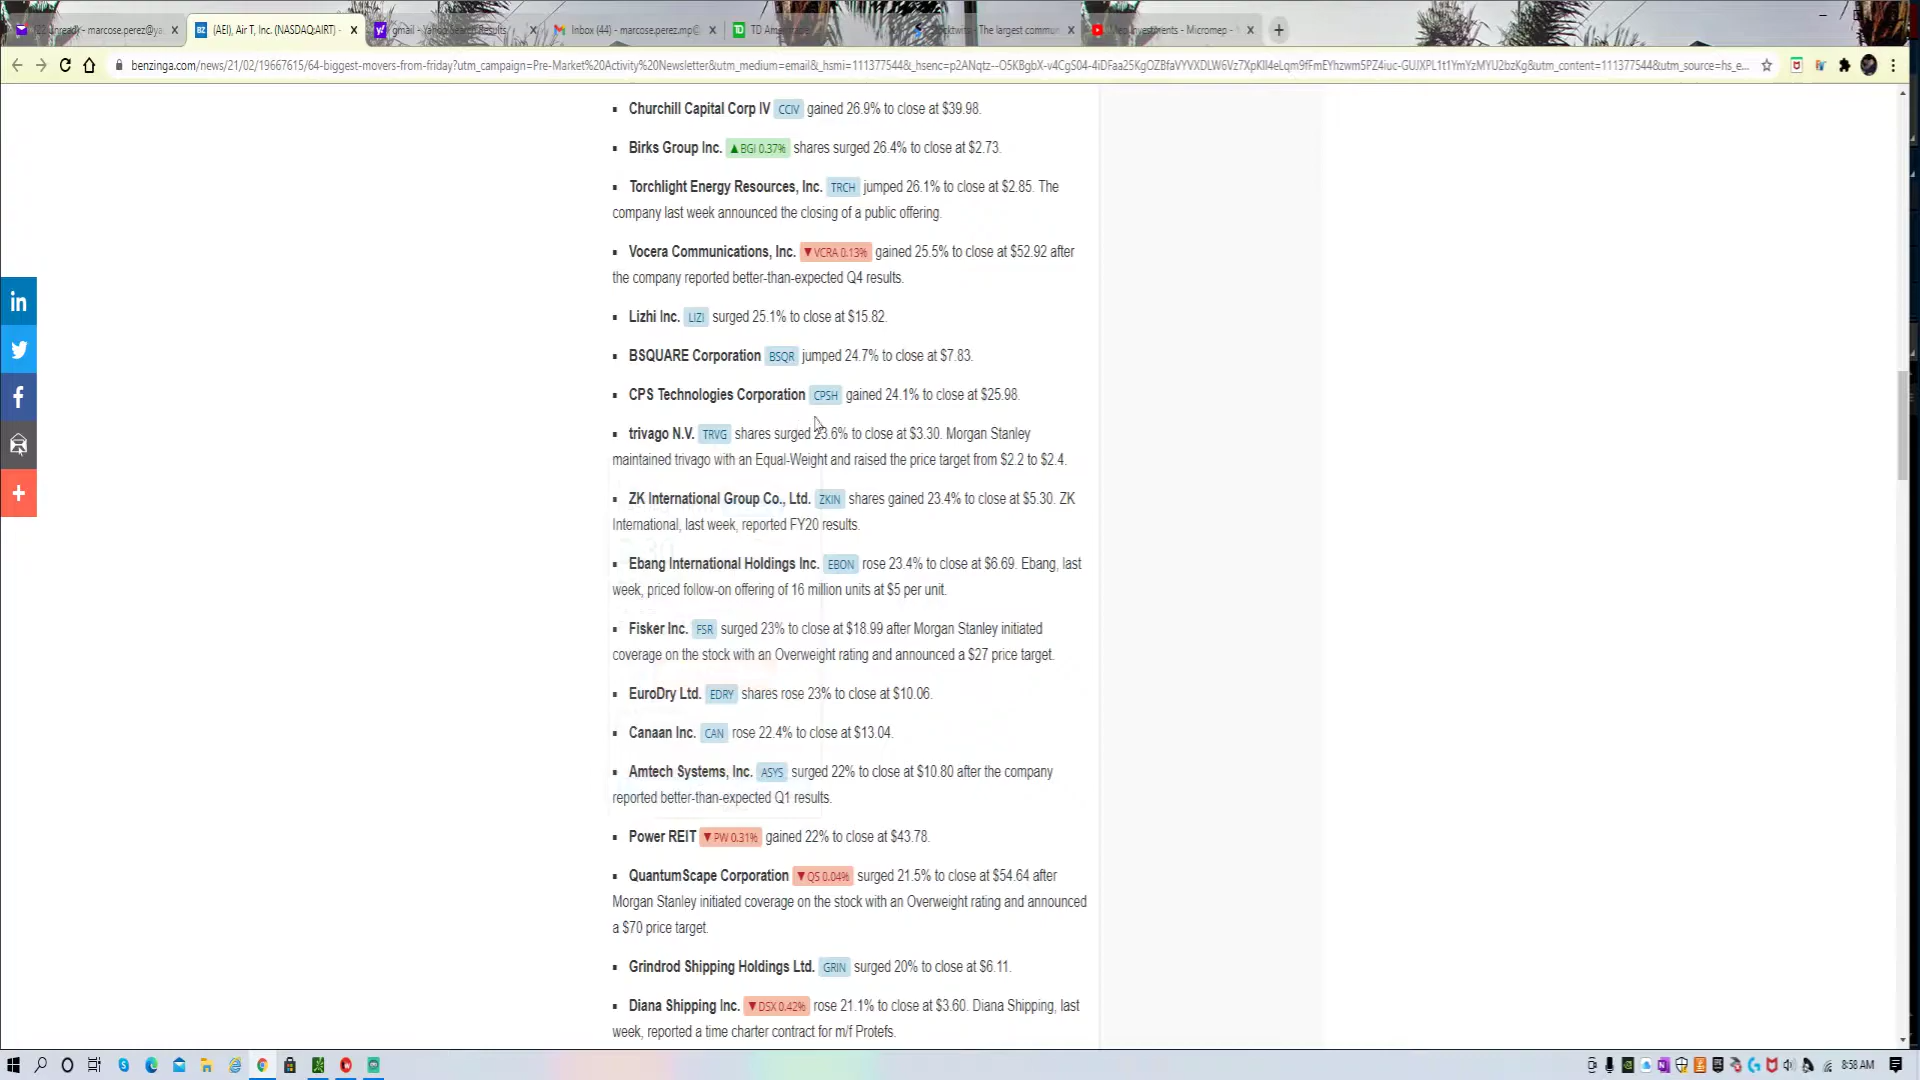 (AEI), Air T, Inc. (NASDAQ:AIRT) -
gmail - Yahoo Search Results
Inbox (44) - marcose.perez.mp@
The largest commun
Micromep - V
benzinga.com/news/21/02/19667615/64-biggest-movers-from-friday?utm_campaign=Pre-Market%20Activity%20Newsletter&utm_medium=email&_hsmi=111377544&
Churchill Capital Corp IV CCIV gained 26.9% to close at $39.98.
Birks Group Inc. ▲ BGI 0.37% shares surged 26.4% to close at $2.73.
Torchlight Energy Resources, Inc. TRCH jumped 26.1% to close at $2.85. The
company last week announced the closing of a public offering.
Vocera Communications, Inc. ▼ VCRA 0.13% gained 25.5% to close at $52.92 after
the company reported better-than-expected Q4 results.
Lizhi Inc. LIZI surged 25.1% to close at $15.82.
BSQUARE Corporation BSQR jumped 24.7% to close at $7.83.
CPS Technologies Corporation CPSH gained 24.1% to close at $25.98.
trivago N.V. TRVG shares surged 23.6% to close at $3.30. Morgan Stanley
maintained trivago with an Equal-Weight and raised the price target from $2.2 to $2.4.
ZK International Group Co., Ltd. ZKIN shares gained 23.4% to close at $5.30. ZK
International, last week, reported FY20 results.
Ebang International Holdings Inc. EBON rose 23.4% to close at $6.69. Ebang, last
week, priced follow-on offering of 16 million units at $5 per unit.
Fisker Inc. FSR surged 23% to close at $18.99 after Morgan Stanley initiated
coverage on the stock with an Overweight rating and announced a $27 price target.
EuroDry Ltd. EDRY shares rose 23% to close at $10.06.
Canaan Inc. CAN rose 22.4% to close at $13.04.
Amtech Systems, Inc. ASYS surged 22% to close at $10.80 after the company
reported better-than-expected Q1 results.
Power REIT ▼ PW 0.31% gained 22% to close at $43.78.
QuantumScape Corporation ▼ QS 0.04% surged 21.5% to close at $54.64 after
Morgan Stanley initiated coverage on the stock with an Overweight rating and announced
a $70 price target.
Grindrod Shipping Holdings Ltd. GRIN surged 20% to close at $6.11.
Diana Shipping Inc. ▼ DSX 0.42% rose 21.1% to close at $3.60. Diana Shipping, last
week, reported a time charter contract for m/f Protefs.
8:58 AM